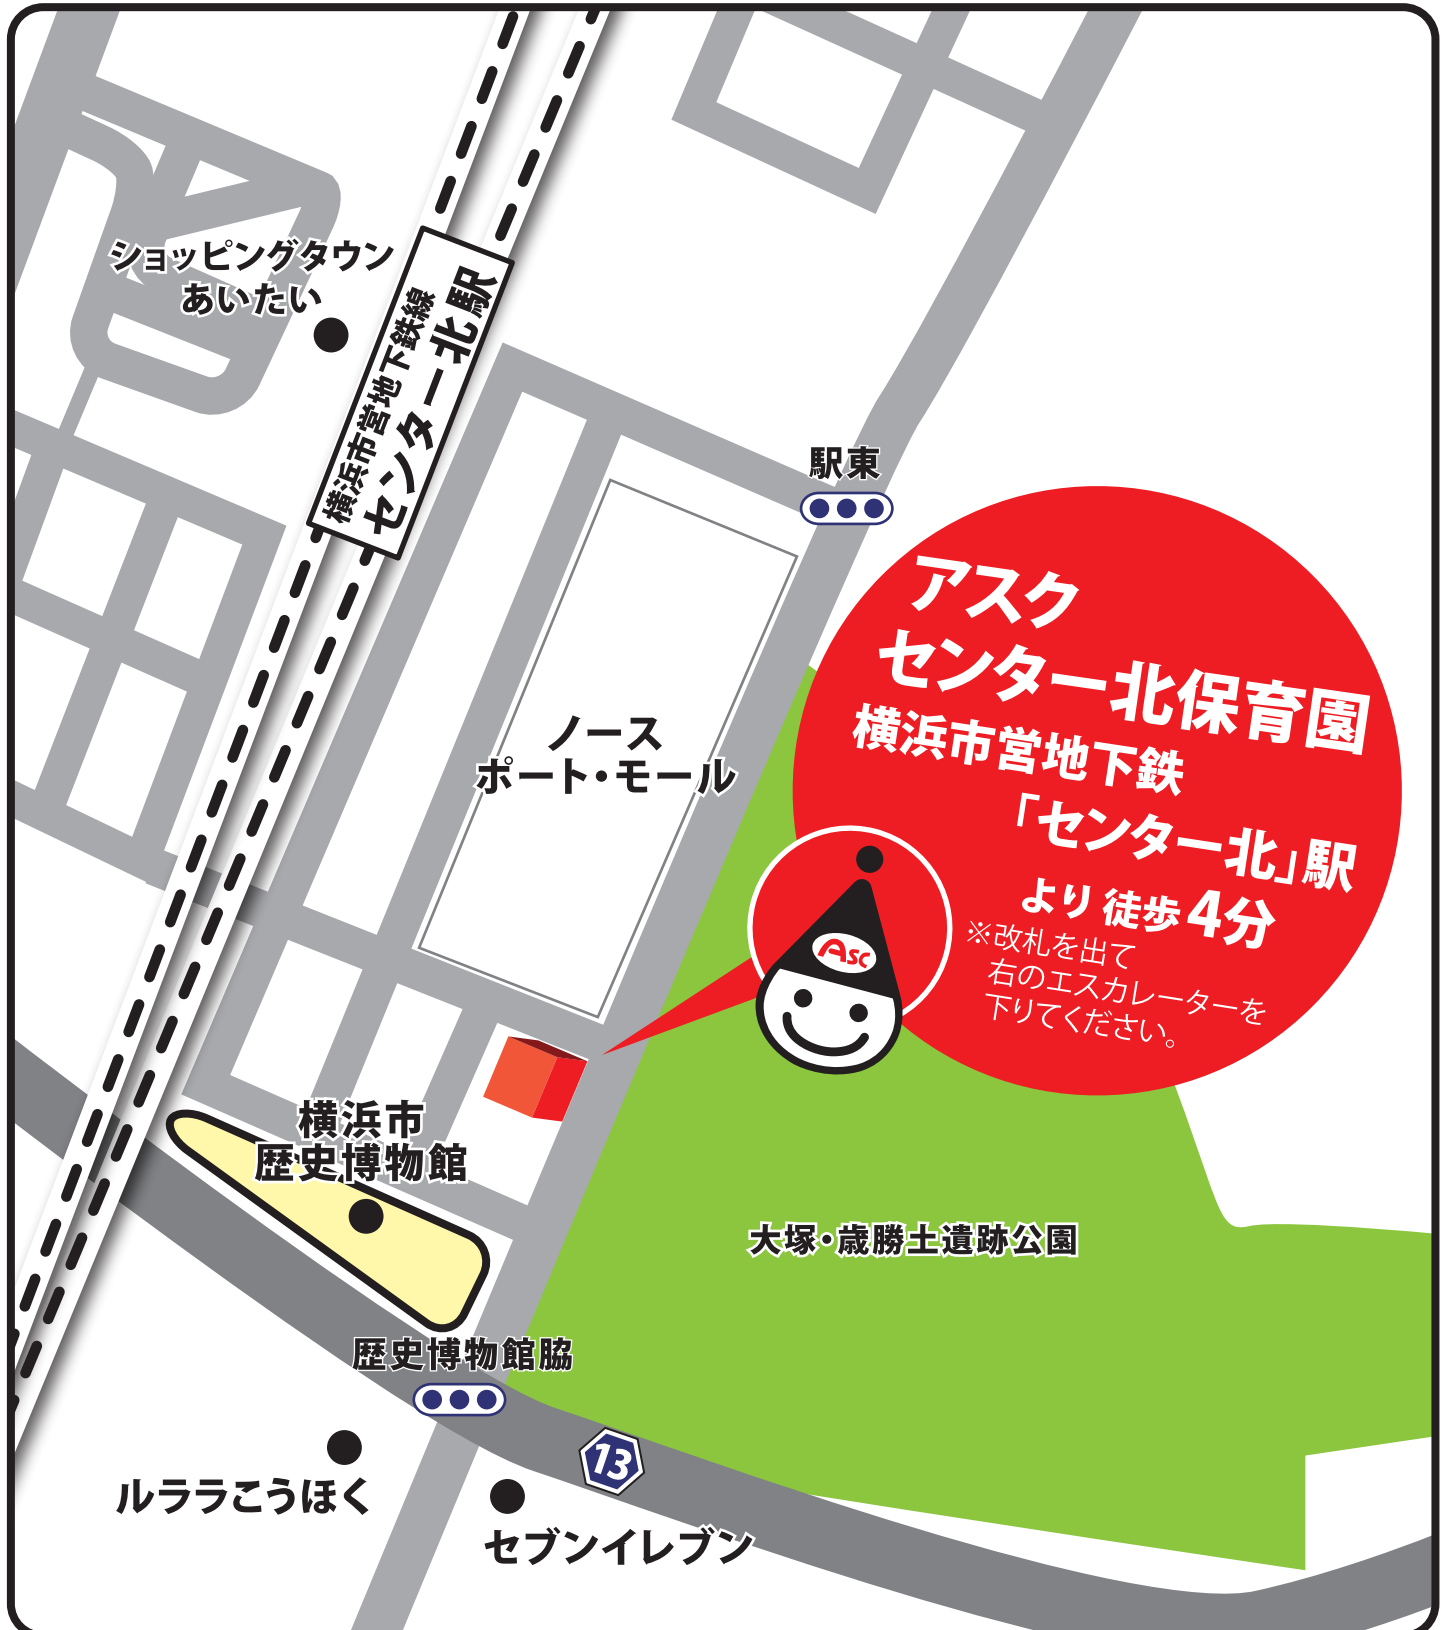 ショッピングタウン
あいたい
横浜市営地下鉄線
センター北駅
駅東
アスク
センター北保育園
横浜市営地下鉄
「センター北」駅
より 徒歩 4分
※改札を出て
右のエスカレーターを
下りてください。
ASC
ノース
ポート・モール
横浜市
歴史博物館
大塚・歳勝土遺跡公園
歴史博物館脇
13
ルララこうほく
セブンイレブン